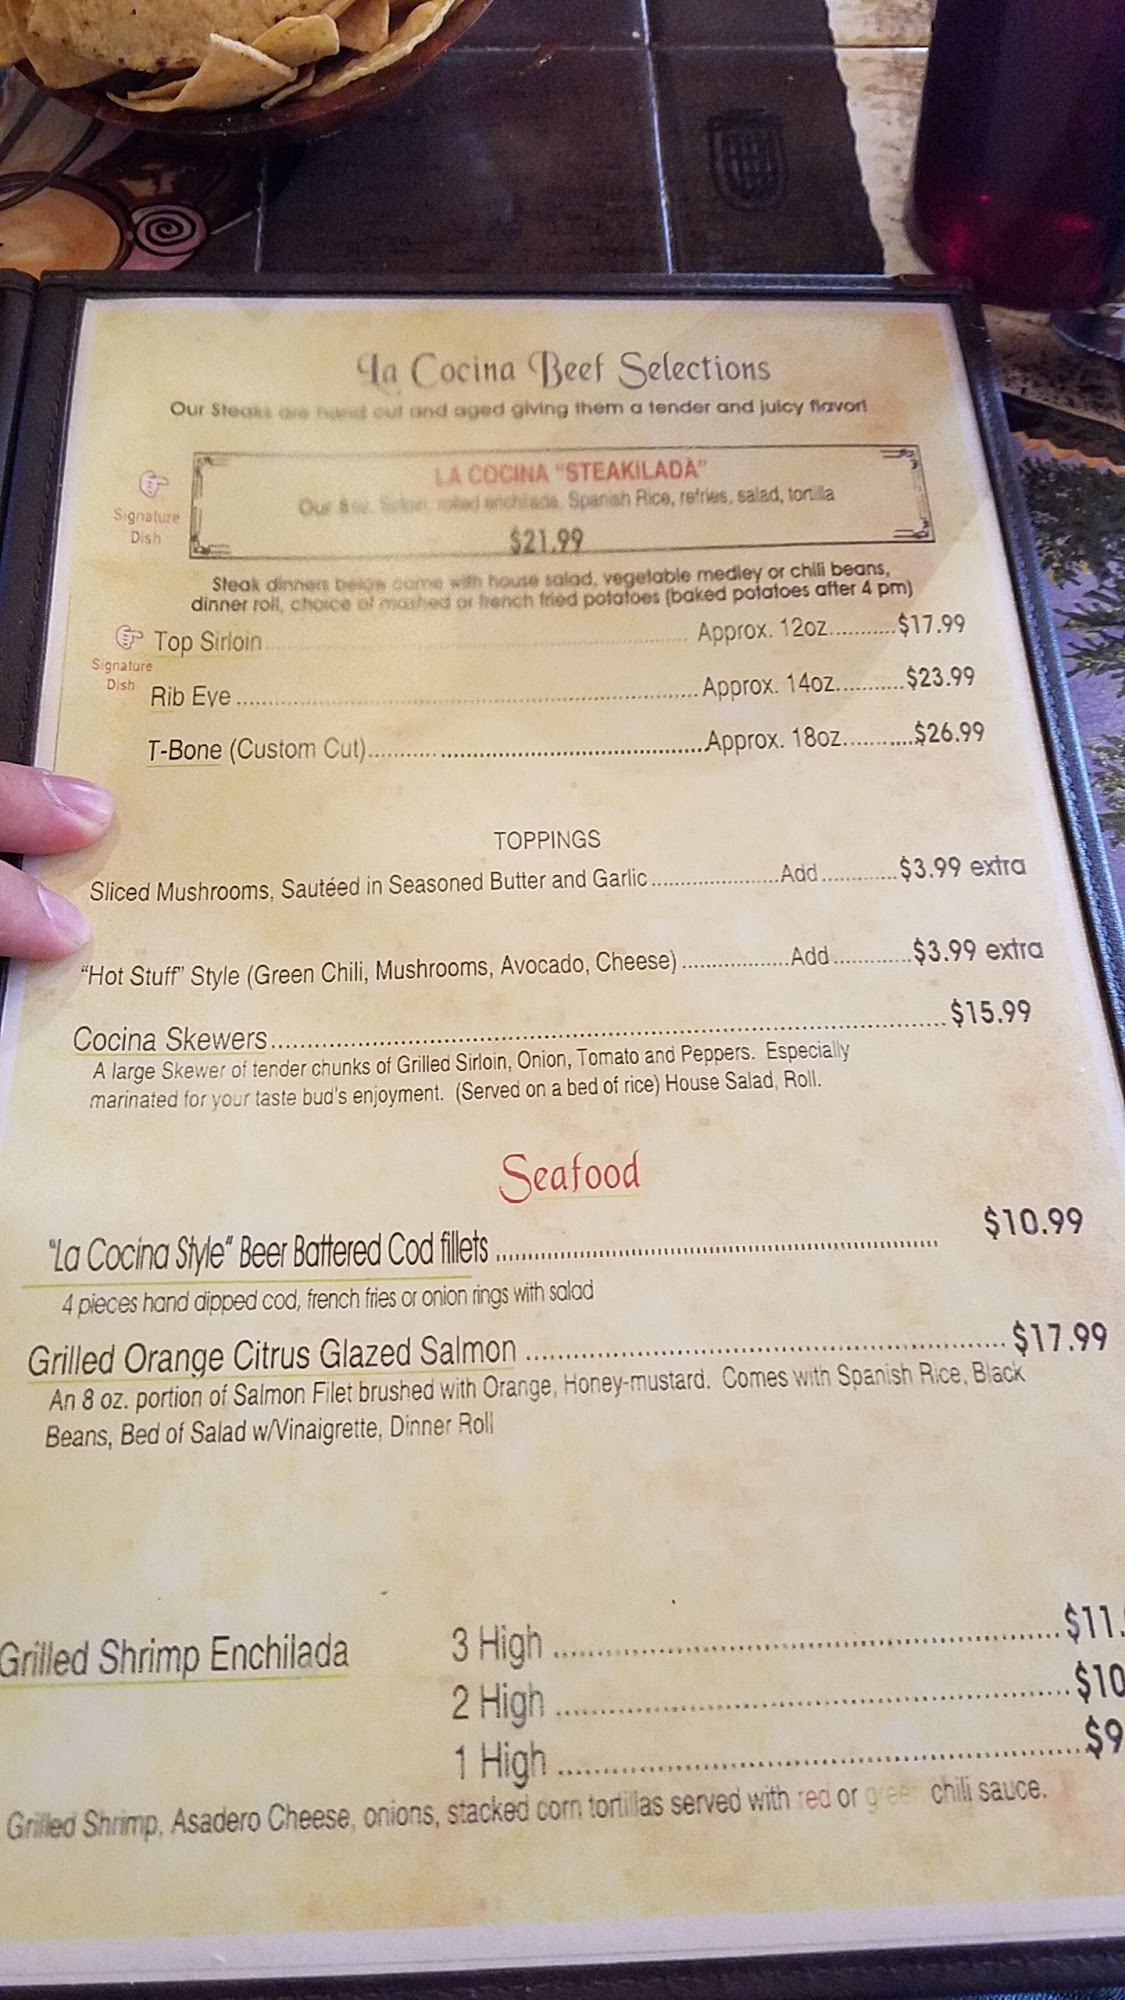 La Cocina Beef Selections
Our Steaks are hand cut and aged giving them a tender and juicy flavor!
LA COCINA "STEAKILADA"
Our 8 oz. Sirloin, rolled enchilada, Spanish Rice, refries, salad, tortilla
$21.99
Signature
Dish
Steak dinners below come with house salad, vegetable medley or chili beans,
dinner roll, choice of mashed or french fried potatoes (baked potatoes after 4 pm)
Top Sirloin Approx. 12oz. $17.99
Signature
Dish
Rib Eye Approx. 14oz. $23.99
T-Bone (Custom Cut) Approx. 18oz. $26.99
TOPPINGS
Sliced Mushrooms, Sautéed in Seasoned Butter and Garlic Add $3.99 extra
"Hot Stuff" Style (Green Chili, Mushrooms, Avocado, Cheese) Add $3.99 extra
Cocina Skewers $15.99
A large Skewer of tender chunks of Grilled Sirloin, Onion, Tomato and Peppers. Especially
marinated for your taste bud's enjoyment. (Served on a bed of rice) House Salad, Roll.
Seafood
"La Cocina Style" Beer Battered Cod fillets $10.99
4 pieces hand dipped cod, french fries or onion rings with salad
Grilled Orange Citrus Glazed Salmon $17.99
An 8 oz. portion of Salmon Filet brushed with Orange, Honey-mustard. Comes with Spanish Rice, Black
Beans, Bed of Salad w/Vinaigrette, Dinner Roll
Grilled Shrimp Enchilada 3 High $11.
2 High $10
1 High $9
Grilled Shrimp, Asadero Cheese, onions, stacked corn tortillas served with red or green chili sauce.